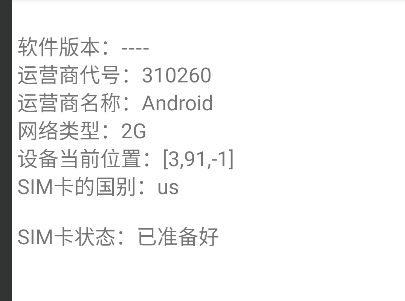 软件版本：----
运营商代号：310260
运营商名称：Android
网络类型：2G
设备当前位置：[3,91,-1]
SIM卡的国别：us
SIM卡状态：已准备好